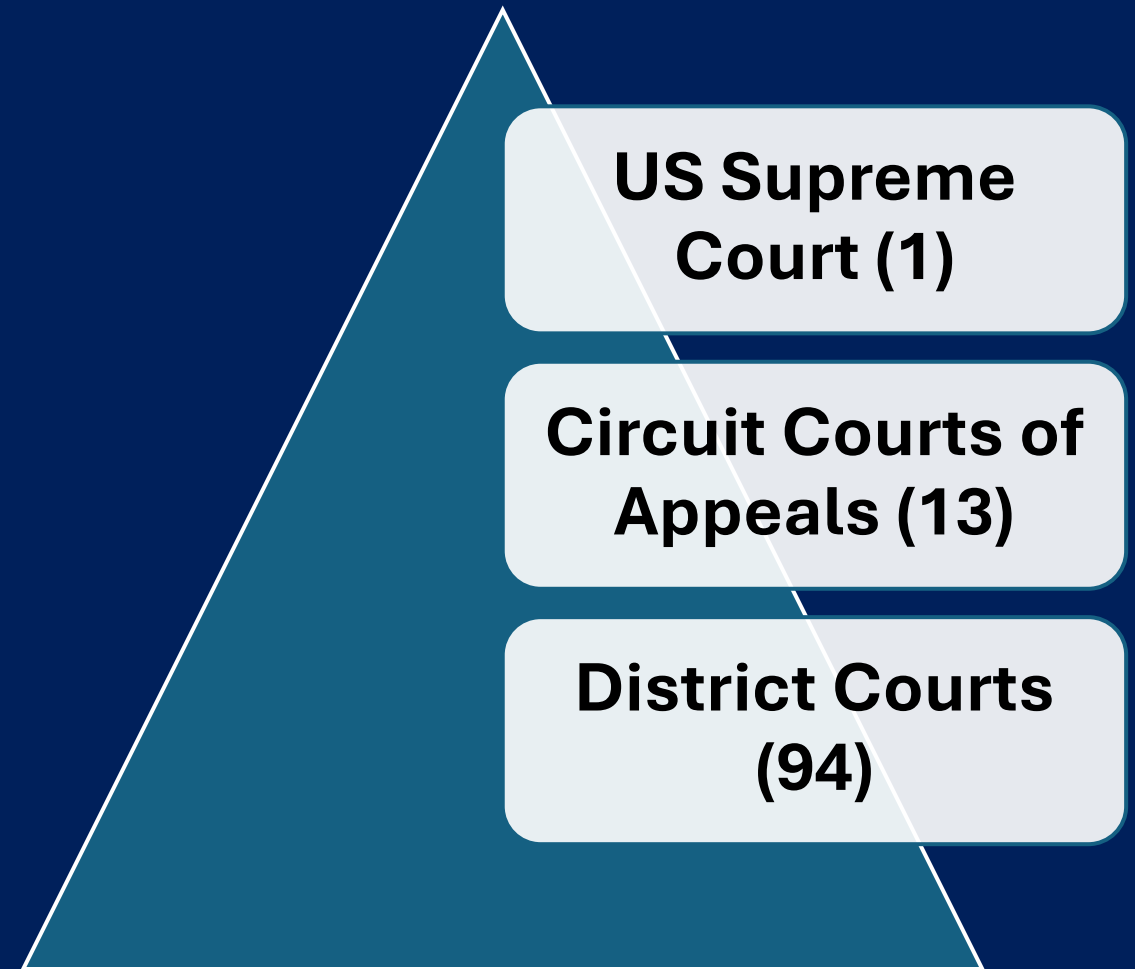 US Supreme
Court (1)
Circuit Courts of
Appeals (13)
District Courts
(94)